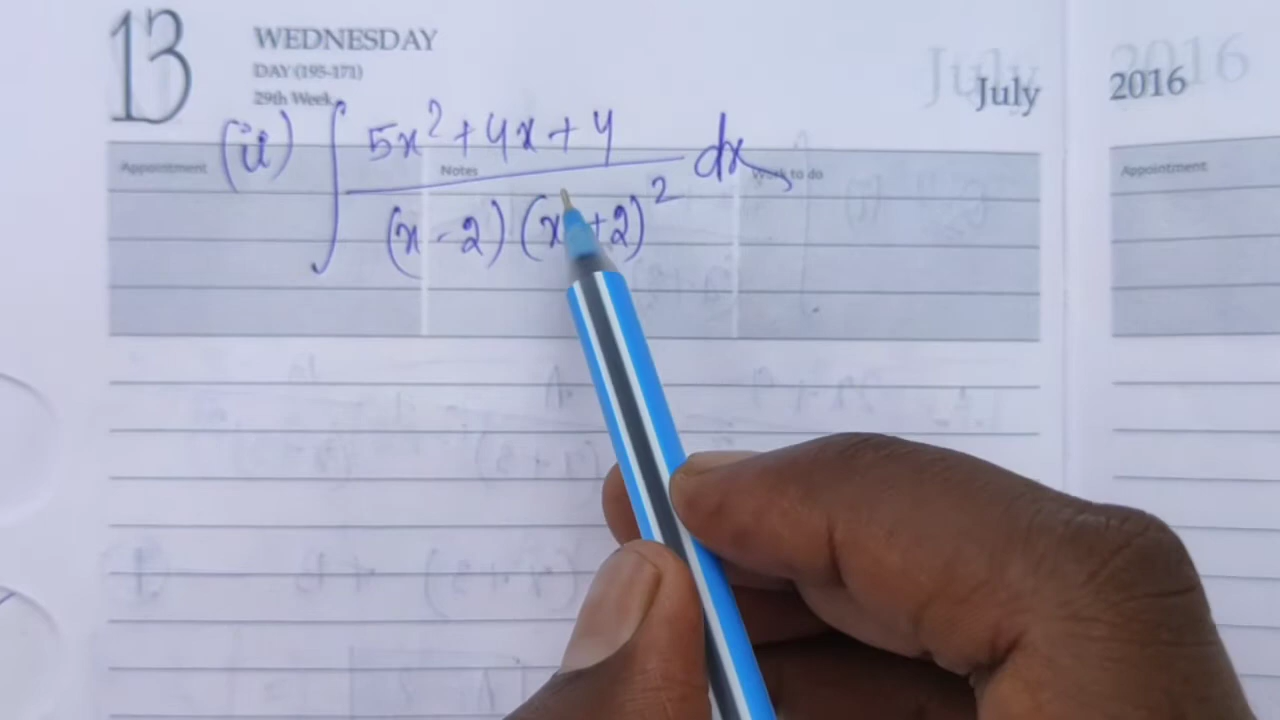 13
WEDNESDAY
DAY (195-171)
29th Week
July
2016
(ii) ∫ 5x² + 4x + 4 / (x - 2) (x + 2)² dx
Appointment
Notes
Work to do
Appointment